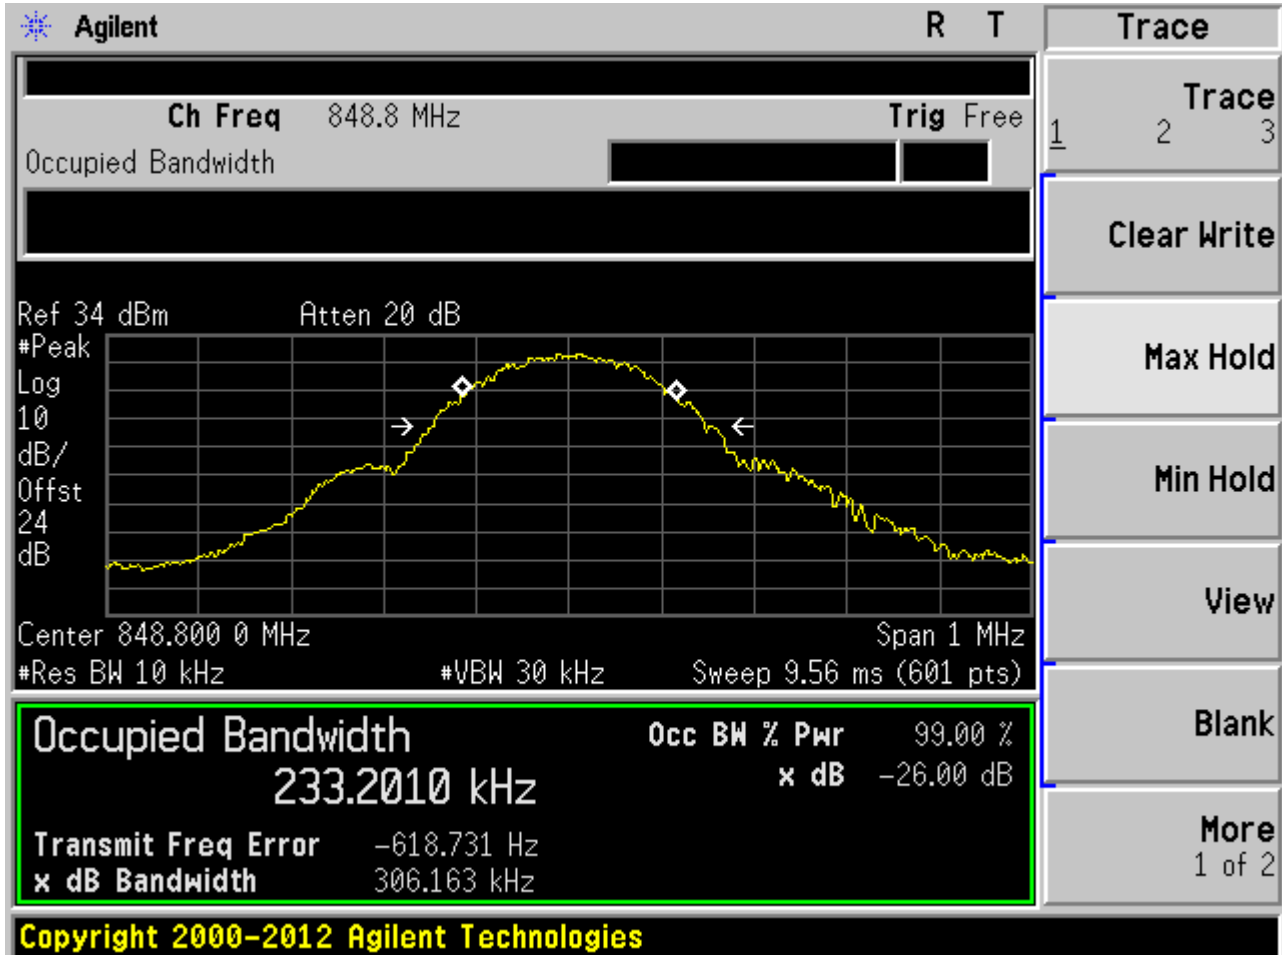 Agilent R T
Trace
Ch Freq 848.8 MHz Trig Free
Occupied Bandwidth
Trace
1 2 3
Clear Write
Max Hold
Min Hold
View
Blank
More
1 of 2
Ref 34 dBm Atten 20 dB
#Peak
Log
10
dB/
Offst
24
dB
Center 848.800 0 MHz Span 1 MHz
#Res BW 10 kHz #VBW 30 kHz Sweep 9.56 ms (601 pts)
Occupied Bandwidth
233.2010 kHz
Occ BW % Pwr 99.00 %
x dB -26.00 dB
Transmit Freq Error -618.731 Hz
x dB Bandwidth 306.163 kHz
Copyright 2000-2012 Agilent Technologies